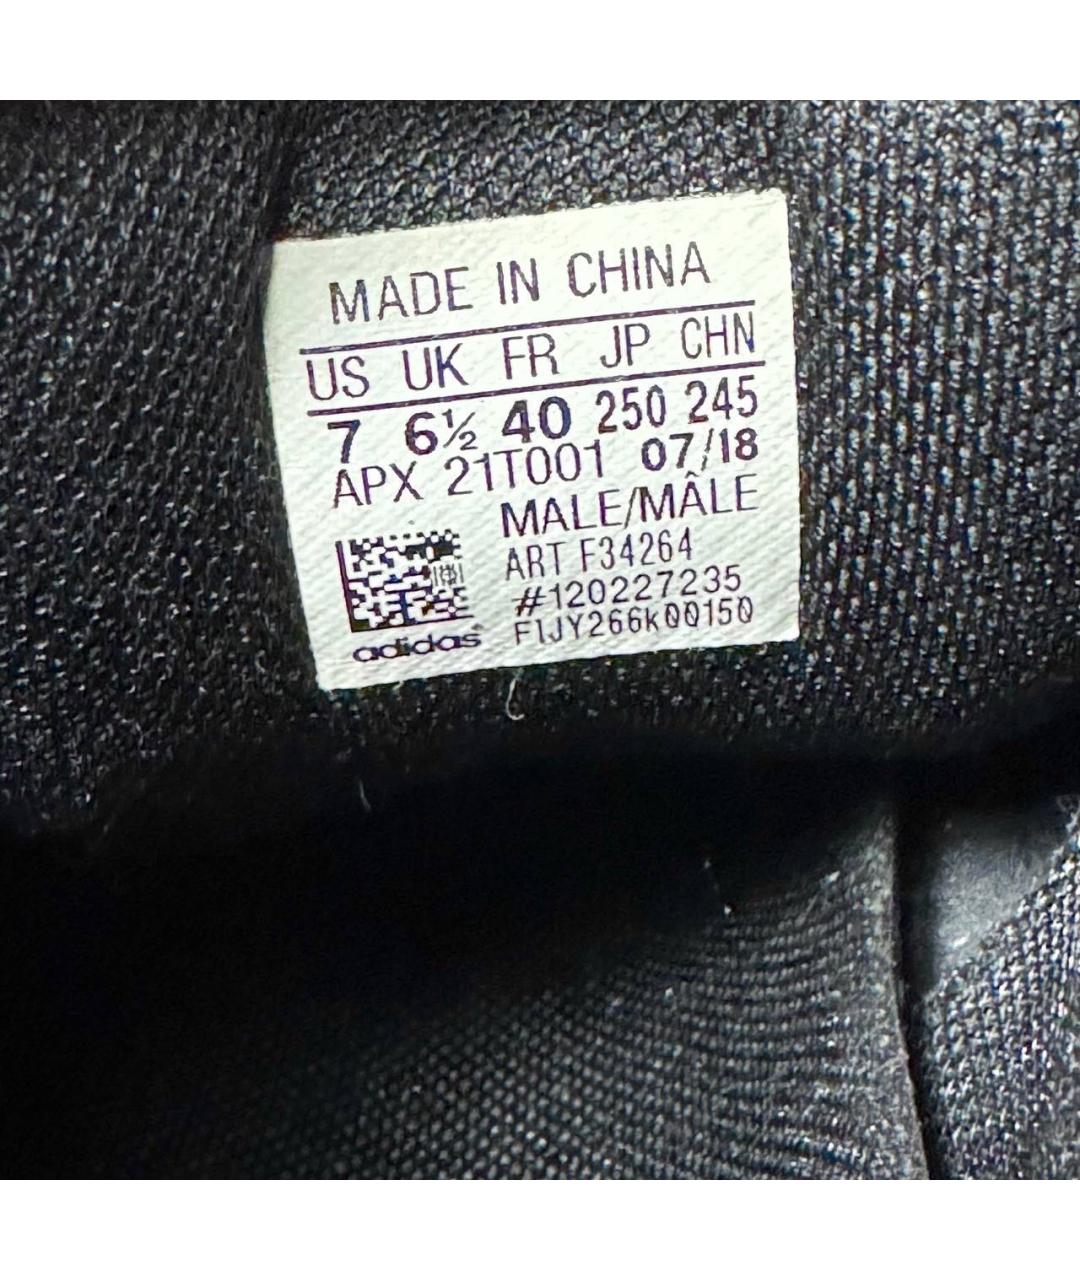 MADE IN CHINA
US UK FR JP CHN
7 6½ 40 250 245
APX 21T001 07/18
MALE/MÂLE
ART F34264
#120227235
F1JY266k00150
adidas